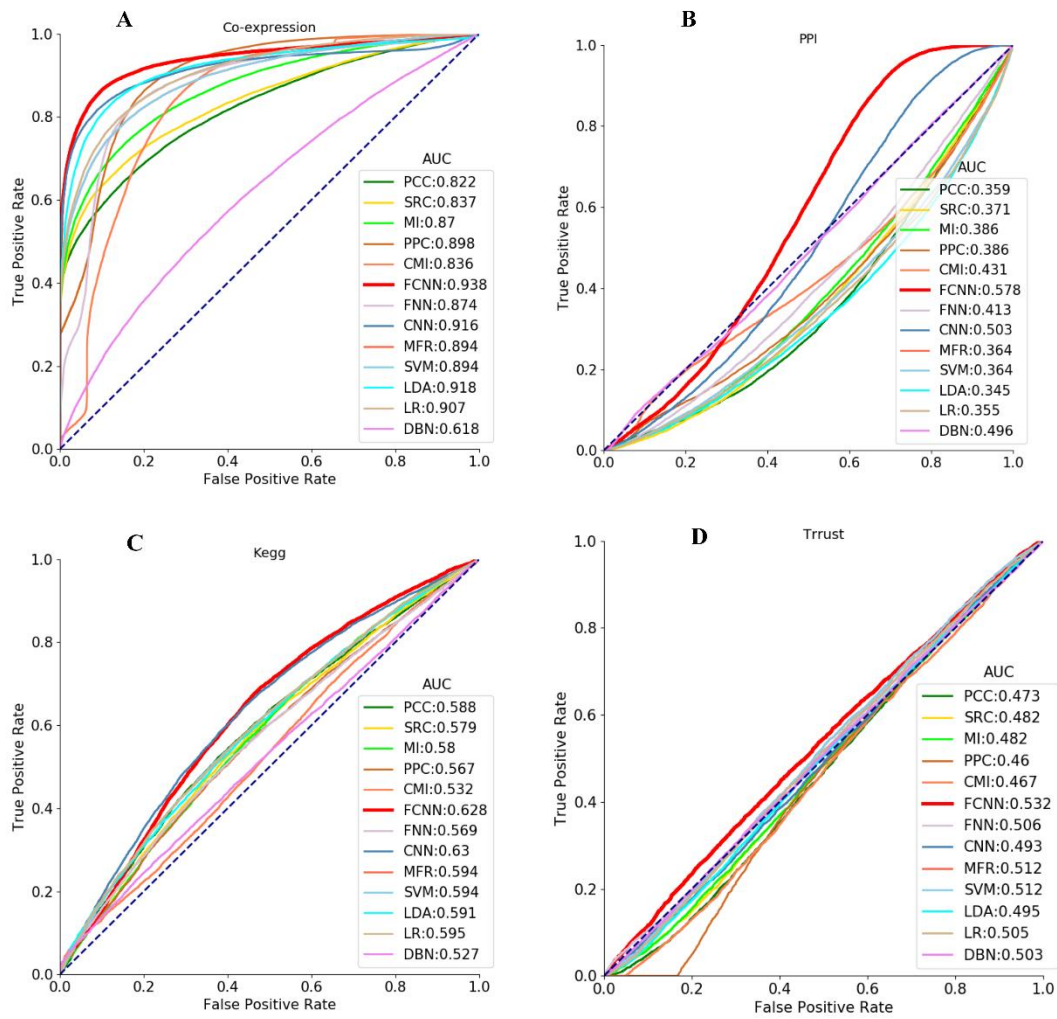 A
Co-expression
1.0
0.8
0.6
0.4
0.2
0.0
True Positive Rate
0.0 0.2 0.4 0.6 0.8 1.0
False Positive Rate
AUC
PCC:0.822
SRC:0.837
MI:0.87
PPC:0.898
CMI:0.836
FCNN:0.938
FNN:0.874
CNN:0.916
MFR:0.894
SVM:0.894
LDA:0.918
LR:0.907
DBN:0.618
B
PPI
1.0
0.8
0.6
0.4
0.2
0.0
True Positive Rate
0.0 0.2 0.4 0.6 0.8 1.0
False Positive Rate
AUC
PCC:0.359
SRC:0.371
MI:0.386
PPC:0.386
CMI:0.431
FCNN:0.578
FNN:0.413
CNN:0.503
MFR:0.364
SVM:0.364
LDA:0.345
LR:0.355
DBN:0.496
C
Kegg
1.0
0.8
0.6
0.4
0.2
0.0
True Positive Rate
0.0 0.2 0.4 0.6 0.8 1.0
False Positive Rate
AUC
PCC:0.588
SRC:0.579
MI:0.58
PPC:0.567
CMI:0.532
FCNN:0.628
FNN:0.569
CNN:0.63
MFR:0.594
SVM:0.594
LDA:0.591
LR:0.595
DBN:0.527
D
Trrust
1.0
0.8
0.6
0.4
0.2
0.0
True Positive Rate
0.0 0.2 0.4 0.6 0.8 1.0
False Positive Rate
AUC
PCC:0.473
SRC:0.482
MI:0.482
PPC:0.46
CMI:0.467
FCNN:0.532
FNN:0.506
CNN:0.493
MFR:0.512
SVM:0.512
LDA:0.495
LR:0.505
DBN:0.503